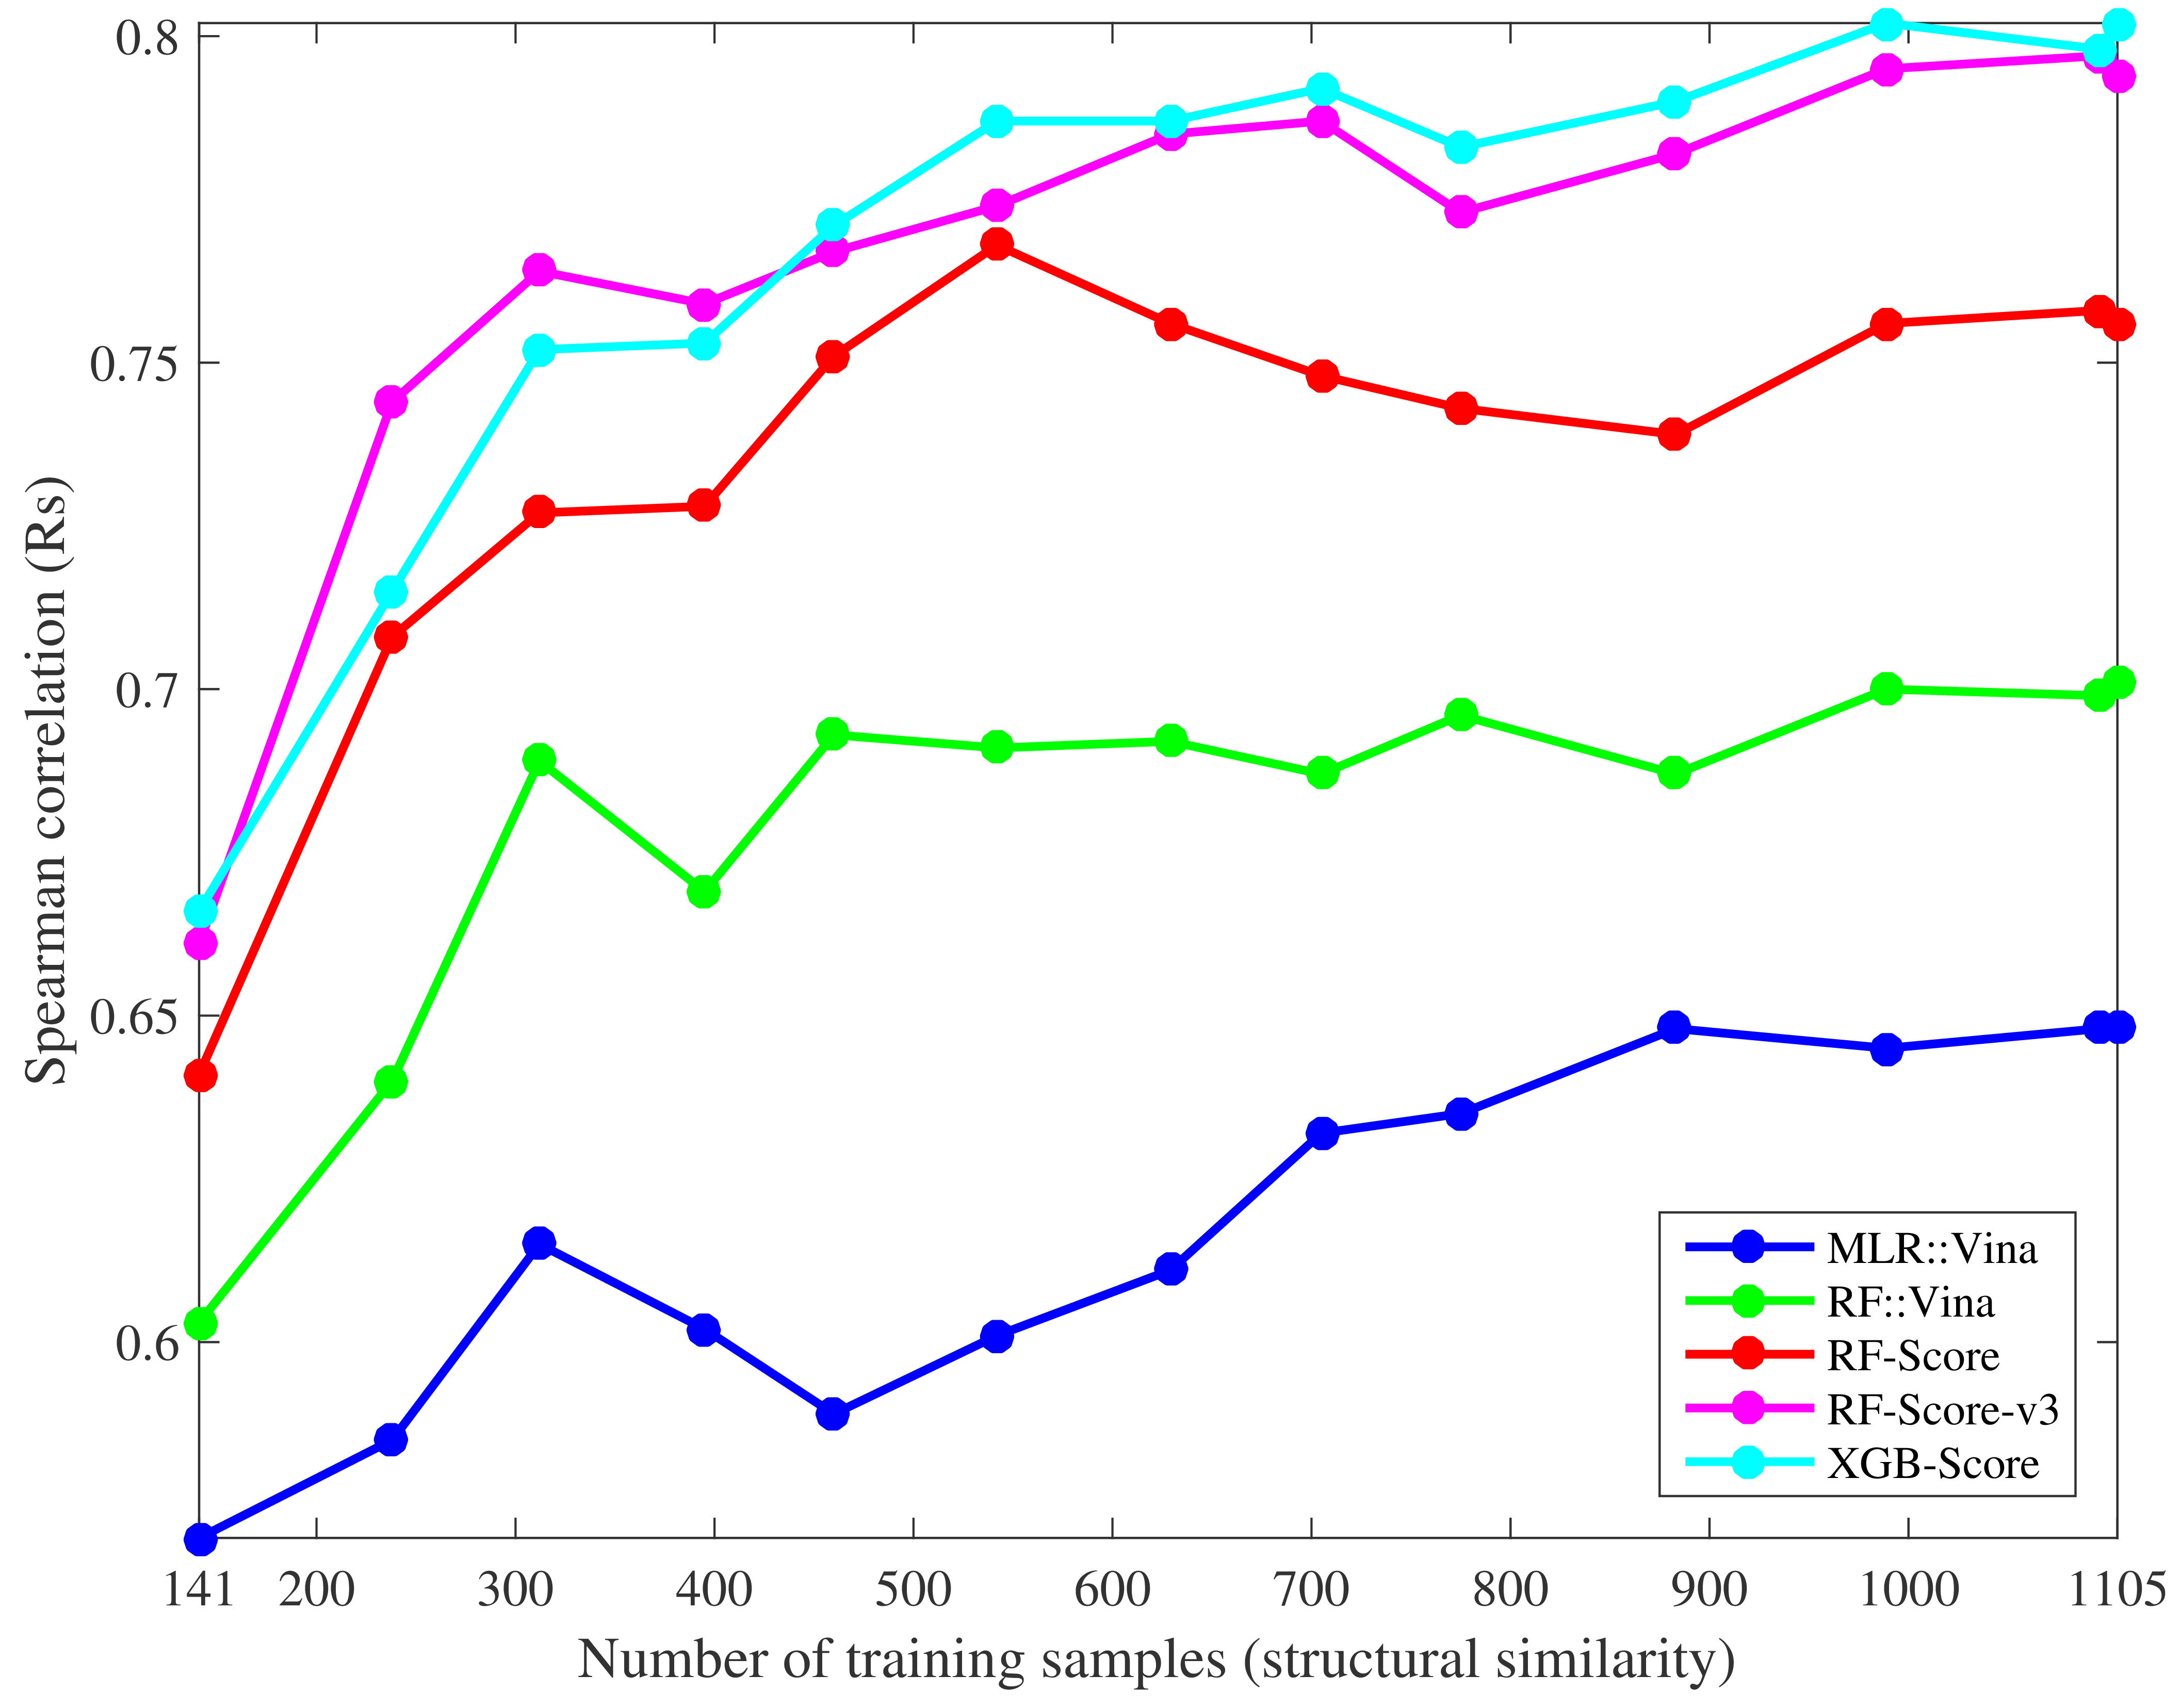 Spearman correlation (Rs)
0.8
0.75
0.7
0.65
0.6
141 200 300 400 500 600 700 800 900 1000 1105
Number of training samples (structural similarity)
MLR::Vina
RF::Vina
RF-Score
RF-Score-v3
XGB-Score